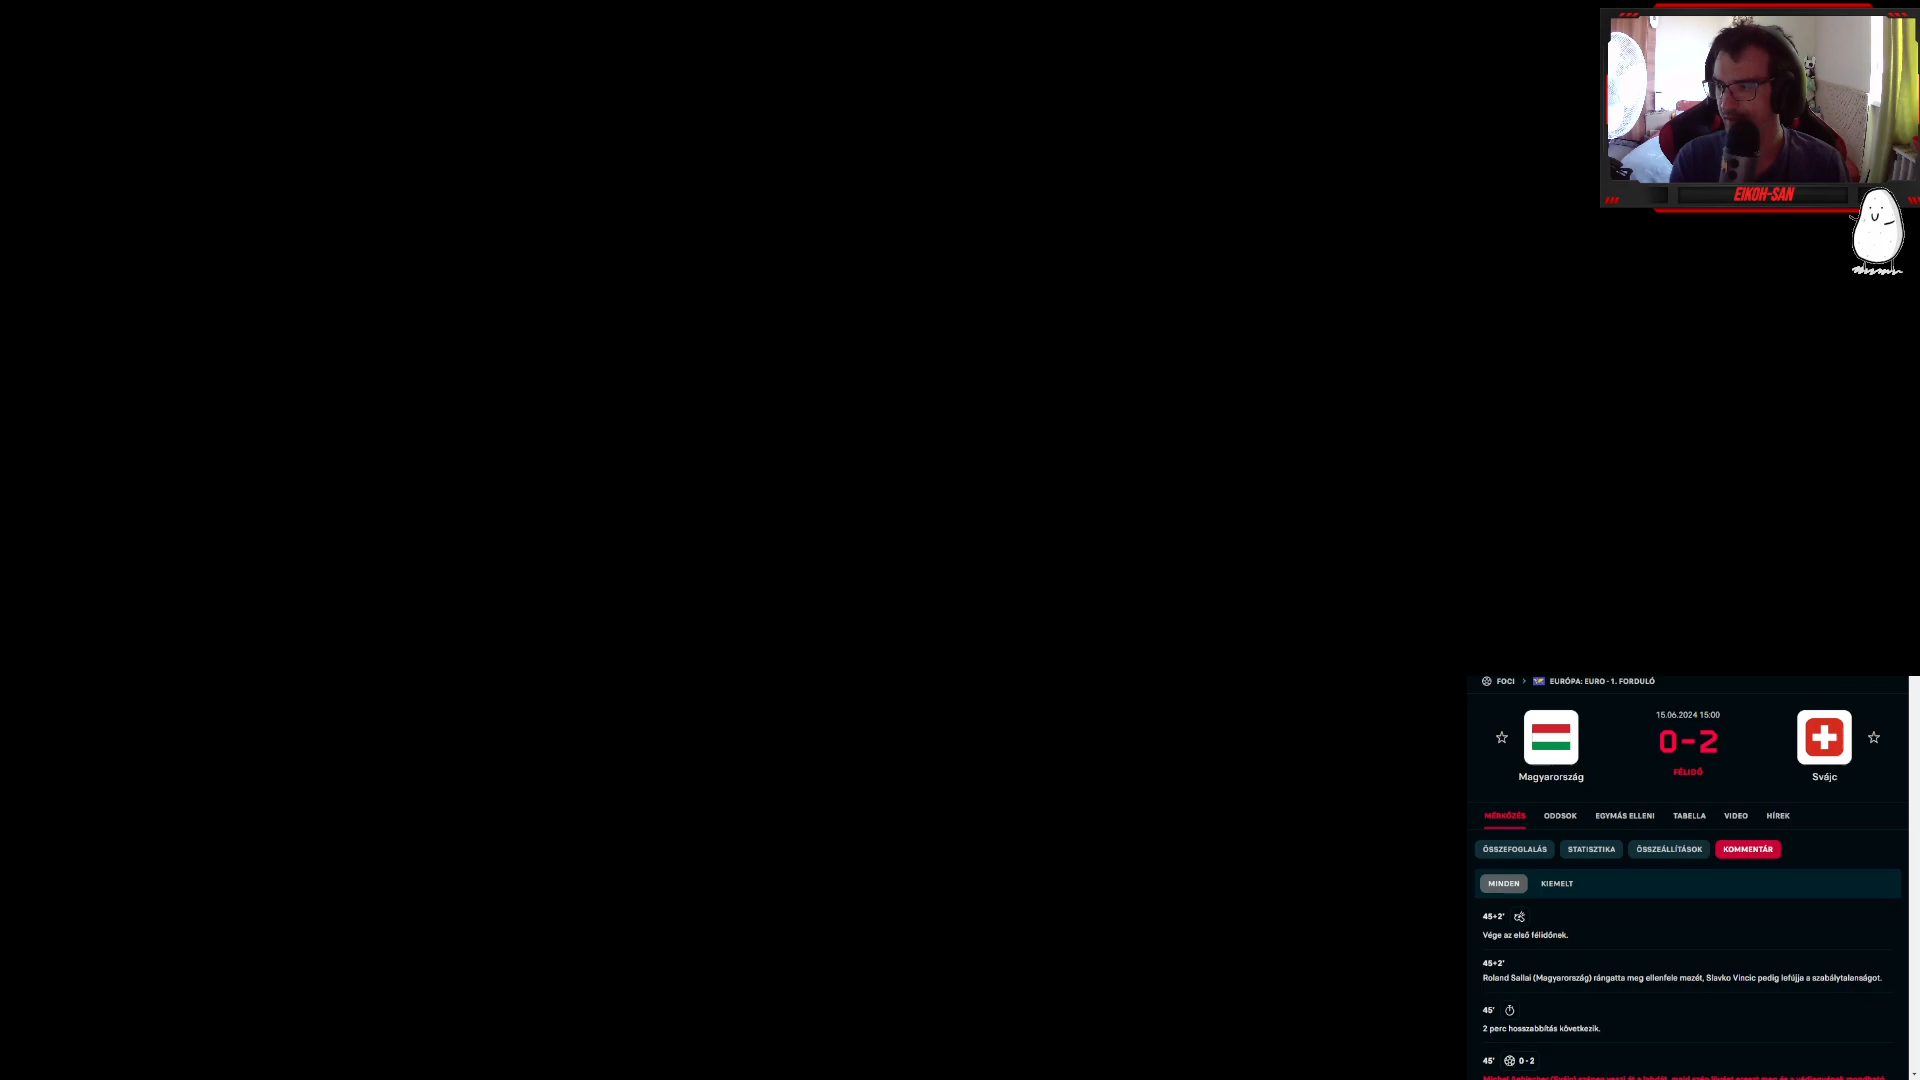 EIKOH-SAN
FOCI > EURÓPA: EURO - 1. FORDULÓ
15.06.2024 15:00
0-2
FÉLIDŐ
Magyarország
Svájc
MÉRKŐZÉS ODDSOK EGYMÁS ELLENI TABELLA VIDEO HÍREK
ÖSSZEFOGLALÁS STATISZTIKA ÖSSZEÁLLÍTÁSOK KOMMENTÁR
MINDEN KIEMELT
45+2'
Vége az első félidőnek.
45+2'
Roland Sallai (Magyarország) rángatta meg ellenfele mezét, Slavko Vincic pedig lefújja a szabálytalanságot.
45'
2 perc hosszabbítás következik.
45' 0 - 2